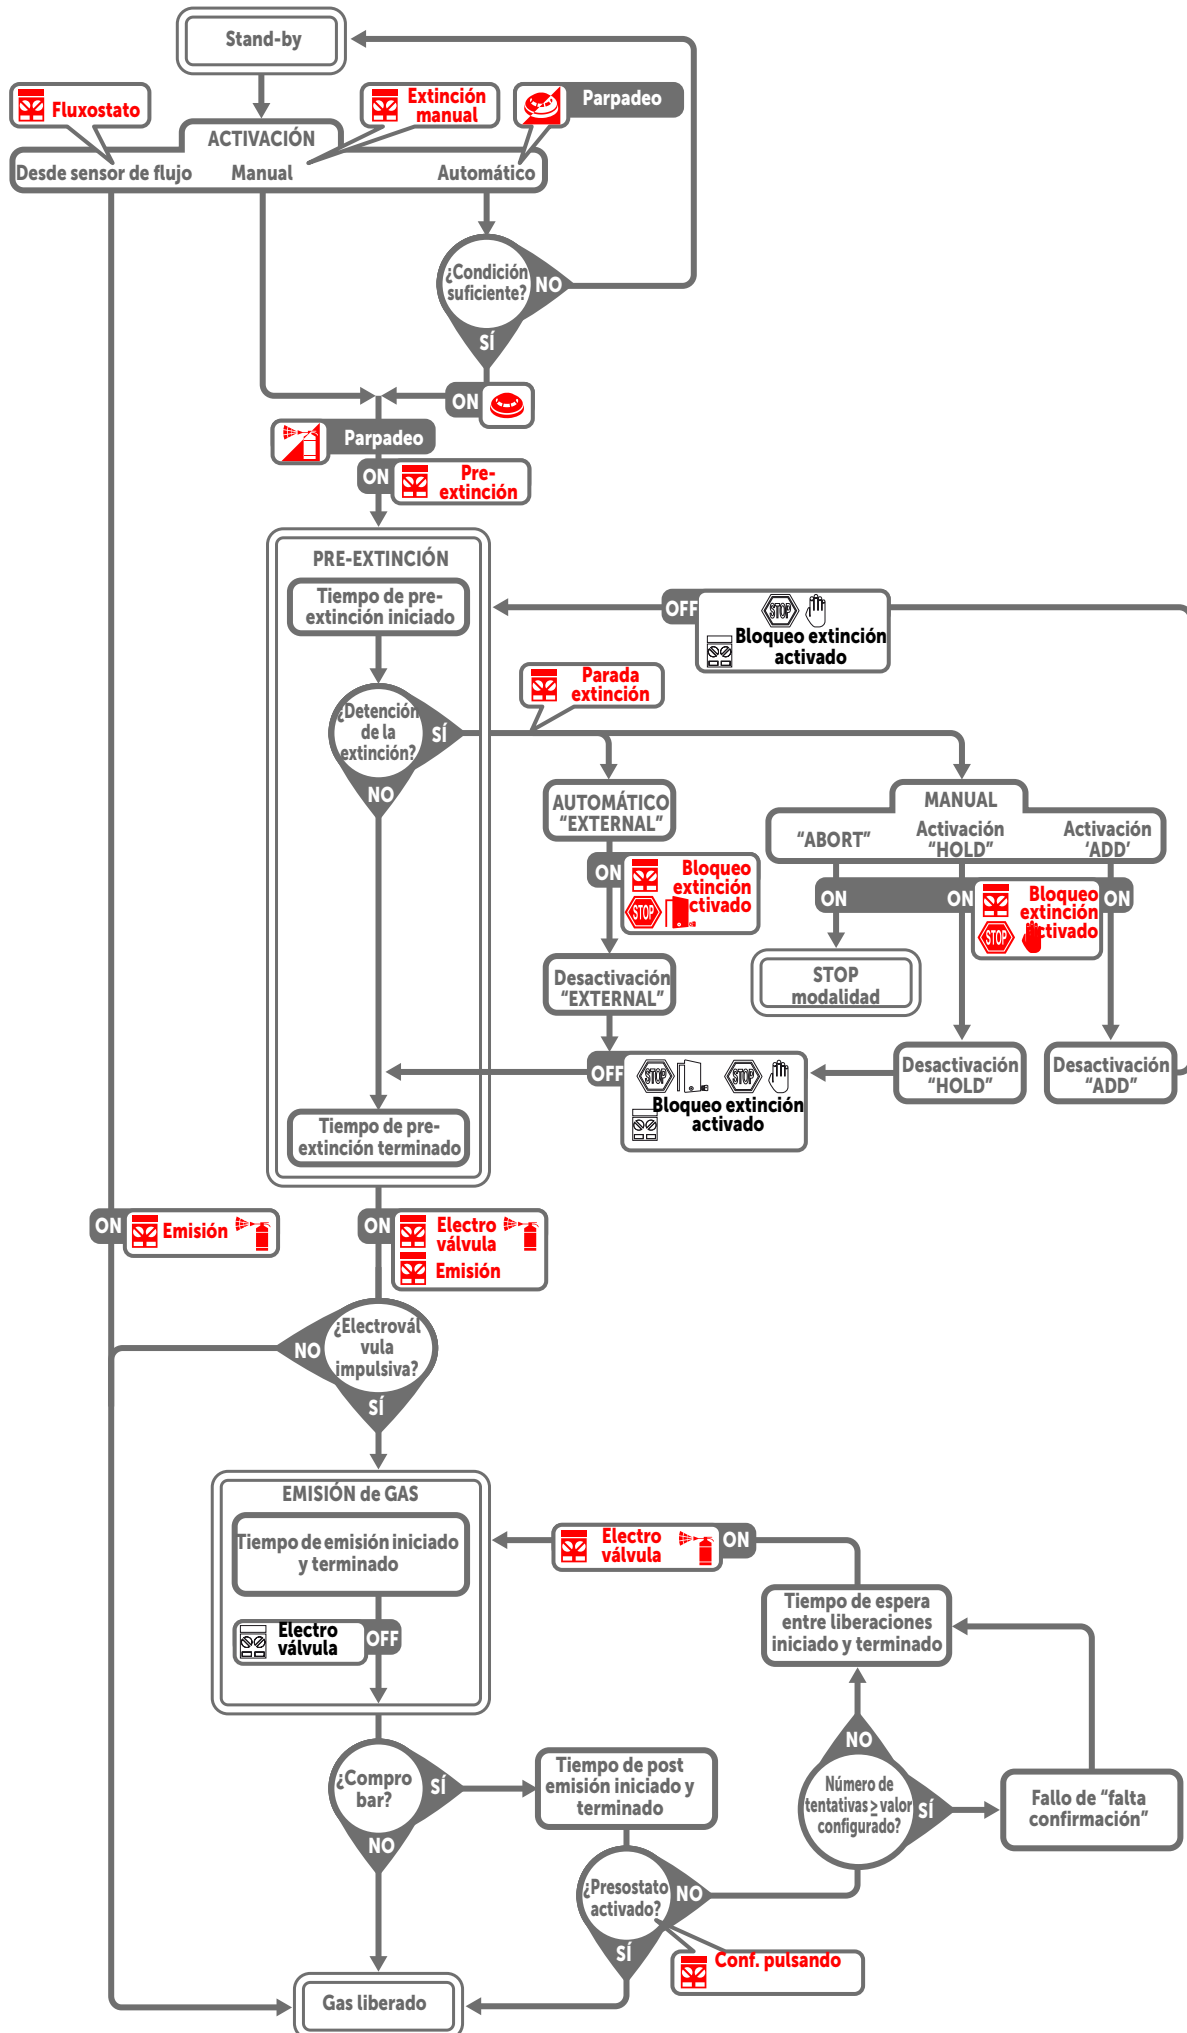 Stand-by
Fluxostato
Extinción
manual
Parpadeo
ACTIVACIÓN
Desde sensor de flujo
Manual
Automático
¿Condición
suficiente?
NO
SÍ
ON
Parpadeo
ON
Pre-
extinción
PRE-EXTINCIÓN
Tiempo de pre-
extinción iniciado
OFF
STOP
Bloqueo extinción
activado
Parada
extinción
¿Detención
de la
extinción?
SÍ
NO
AUTOMÁTICO
“EXTERNAL”
MANUAL
“ABORT”
Activación
“HOLD”
Activación
‘ADD’
ON
Bloqueo
extinción
ctivado
STOP
ON
ON
Bloqueo
extinción
activado
STOP
ON
Desactivación
“EXTERNAL”
STOP
modalidad
OFF
STOP
STOP
Bloqueo extinción
activado
Desactivación
“HOLD”
Desactivación
“ADD”
Tiempo de pre-
extinción terminado
ON
Emisión
ON
Electro
válvula
Emisión
¿Electrovál
vula
impulsiva?
NO
SÍ
EMISIÓN de GAS
Tiempo de emisión iniciado
y terminado
Electro
válvula
ON
Electro
válvula
OFF
Tiempo de espera
entre liberaciones
iniciado y terminado
¿Compro
bar?
SÍ
NO
Tiempo de post
emisión iniciado y
terminado
NO
Número de
tentativas ≥ valor
configurado?
SÍ
Fallo de “falta
confirmación”
¿Presostato
activado?
NO
SÍ
Conf. pulsando
Gas liberado